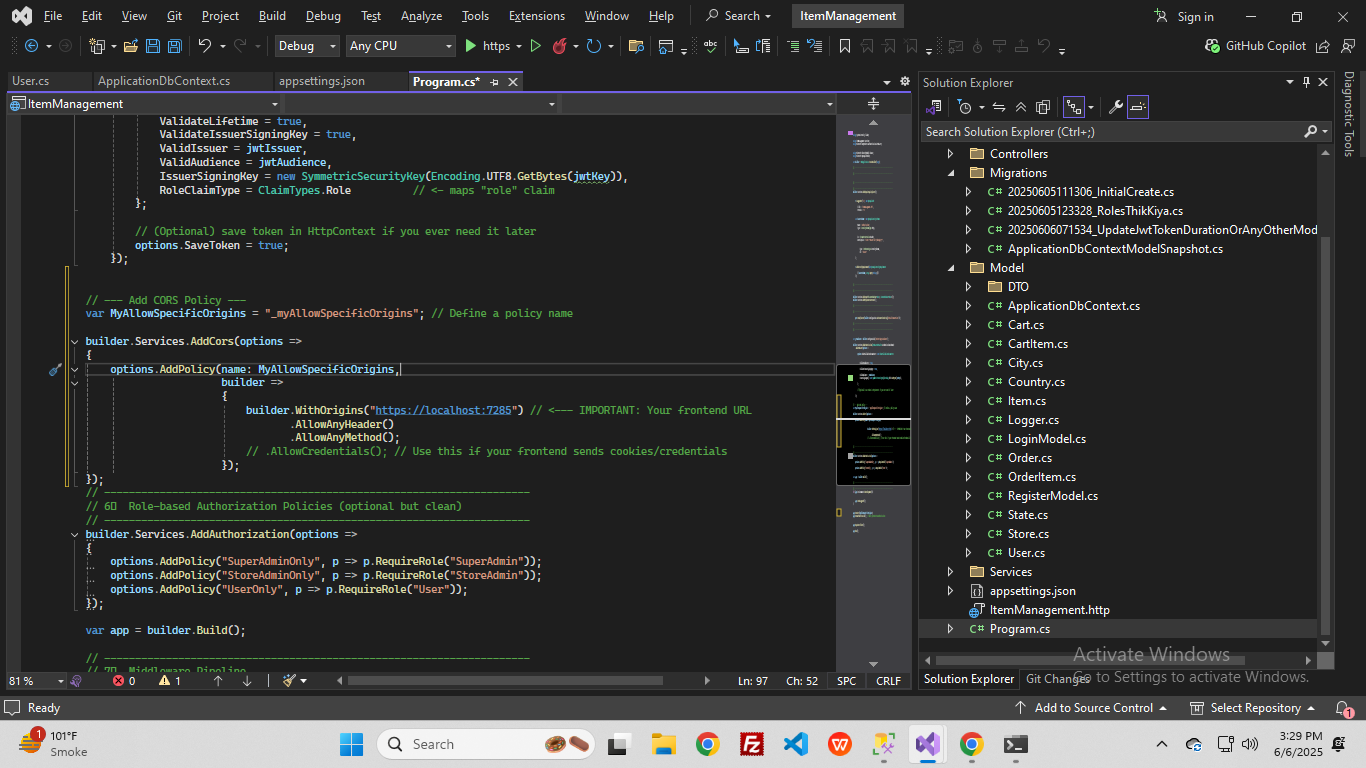 File Edit View Git Project Build Debug Test Analyze Tools Extensions Window Help Search ItemManagement Sign in
Debug Any CPU https GitHub Copilot
User.cs ApplicationDbContext.cs appsettings.json Program.cs*
ItemManagement
ValidateLifetime = true,
ValidateIssuerSigningKey = true,
ValidIssuer = jwtIssuer,
ValidAudience = jwtAudience,
IssuerSigningKey = new SymmetricSecurityKey(Encoding.UTF8.GetBytes(jwtKey)),
RoleClaimType = ClaimTypes.Role // <- maps "role" claim
};
// (Optional) save token in HttpContext if you ever need it later
options.SaveToken = true;
});
// --- Add CORS Policy ---
var MyAllowSpecificOrigins = "_myAllowSpecificOrigins"; // Define a policy name
builder.Services.AddCors(options =>
{
options.AddPolicy(name: MyAllowSpecificOrigins,
builder =>
{
builder.WithOrigins("https://localhost:7285") // <--- IMPORTANT: Your frontend URL
.AllowAnyHeader()
.AllowAnyMethod();
// .AllowCredentials(); // Use this if your frontend sends cookies/credentials
});
});
// ----------------------------------------------------------------------
// 6 Role-based Authorization Policies (optional but clean)
// ----------------------------------------------------------------------
builder.Services.AddAuthorization(options =>
{
options.AddPolicy("SuperAdminOnly", p => p.RequireRole("SuperAdmin"));
options.AddPolicy("StoreAdminOnly", p => p.RequireRole("StoreAdmin"));
options.AddPolicy("UserOnly", p => p.RequireRole("User"));
});
var app = builder.Build();
// ----------------------------------------------------------------------
// 7 Middleware Pipeline
81 % 0 1 Ln: 97 Ch: 52 SPC CRLF
Solution Explorer
Search Solution Explorer (Ctrl+;)
Controllers
Migrations
C# 20250605111306_InitialCreate.cs
C# 20250605123328_RolesThikKiya.cs
C# 20250606071534_UpdateJwtTokenDurationOrAnyOtherMod
C# ApplicationDbContextModelSnapshot.cs
Model
DTO
C# ApplicationDbContext.cs
C# Cart.cs
C# CartItem.cs
C# City.cs
C# Country.cs
C# Item.cs
C# Logger.cs
C# LoginModel.cs
C# Order.cs
C# OrderItem.cs
C# RegisterModel.cs
C# State.cs
C# Store.cs
C# User.cs
Services
appsettings.json
ItemManagement.http
C# Program.cs
Solution Explorer Git Changes
Diagnostic Tools
Activate Windows
Go to Settings to activate Windows.
Ready Add to Source Control Select Repository 1
1 101°F
Smoke
Search
3:29 PM
6/6/2025